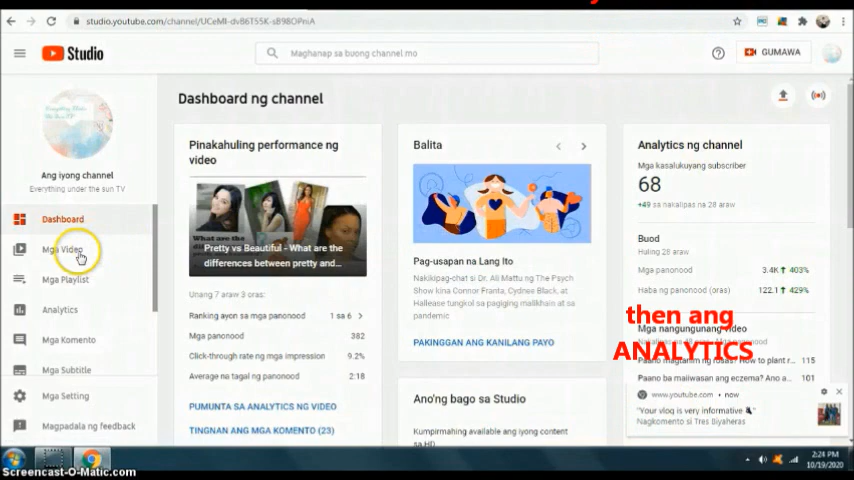 studio.youtube.com/channel/UCeMI-dv86T55K-sB98OPniA
Studio
Maghanap sa buong channel mo
GUMAWA
Dashboard ng channel
Ang iyong channel
Everything under the sun TV
Dashboard
Mga Video
Mga Playlist
Analytics
Mga Komento
Mga Subtitle
Mga Setting
Magpadala ng feedback
Pinakahuling performance ng
video
Pretty vs Beautiful - What are the
differences between pretty and...
Unang 7 araw 3 oras:
Ranking ayon sa mga panonood 1 sa 6
Mga panonood 382
Click-through rate ng mga impression 9.2%
Average na tagal ng panonood 2:18
PUMUNTA SA ANALYTICS NG VIDEO
TINGNAN ANG MGA KOMENTO (23)
Balita
Pag-usapan na Lang Ito
Nakikipag-chat si Dr. Ali Mattu ng The Psych
Show kina Connor Franta, Cydnee Black, at
Hallease tungkol sa pagiging malikhain at sa
pandemic.
PAKINGGAN ANG KANILANG PAYO
Ano'ng bago sa Studio
Kumpirmahing available ang iyong content
sa HD
Analytics ng channel
Mga kasalukuyang subscriber
68
+49 sa nakalipas na 28 araw
Buod
Huling 28 araw
Mga panonood 3.4K 403%
Haba ng panonood (oras) 122.1 429%
then ang
ANALYTICS
Mga nangungunang video
Paano magtanim ng rosas? How to plant r... 115
Paano ba maiiwasan ang eczema? Ano a... 101
www.youtube.com • now
"Your vlog is very informative
Nagkomento si Tres Biyaheras
2:24 PM
10/19/2020
Screencast-O-Matic.com